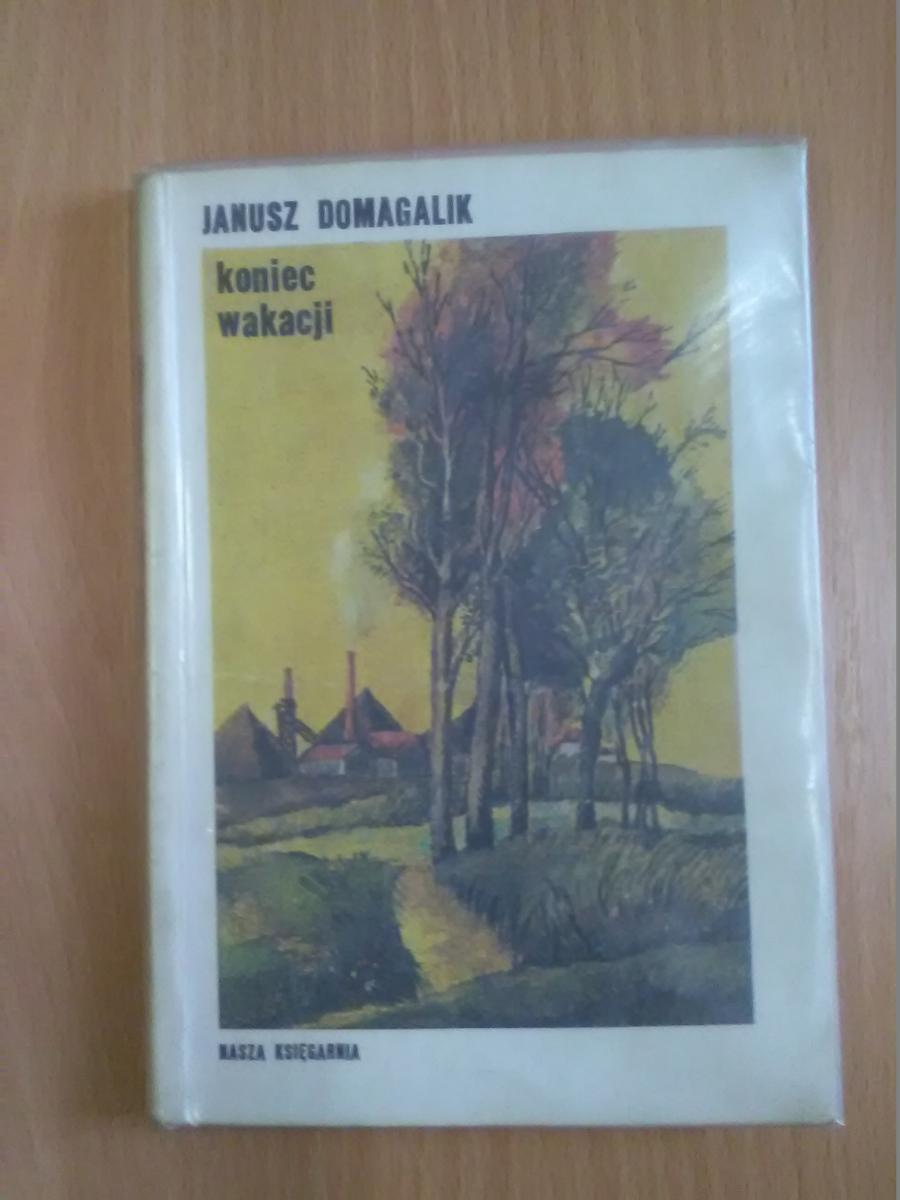 JANUSZ DOMAGALIK
koniec
wakacji
NASZA KSIĘGARNIA